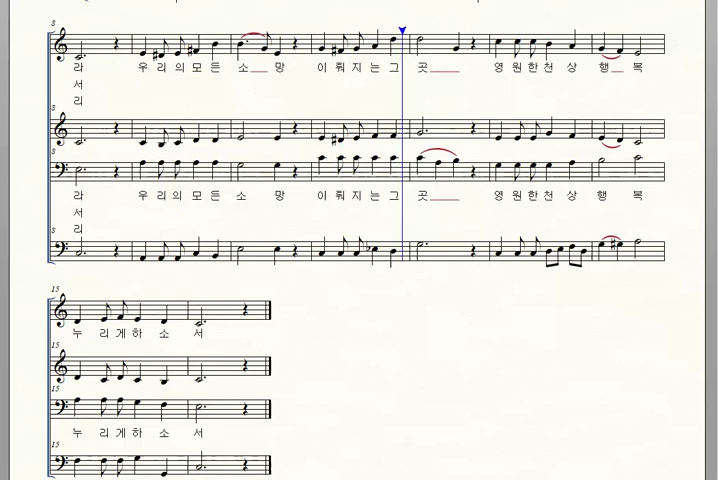 8
라 우 리 의 모 든 소 망 이 뤄 지 는 그 곳 영 원 한 천 상 행 복
서
리
8
8
라 우 리 의 모 든 소 망 이 뤄 지 는 그 곳 영 원 한 천 상 행 복
서
리
8
15
누 리 게 하 소 서
15
15
누 리 게 하 소 서
15